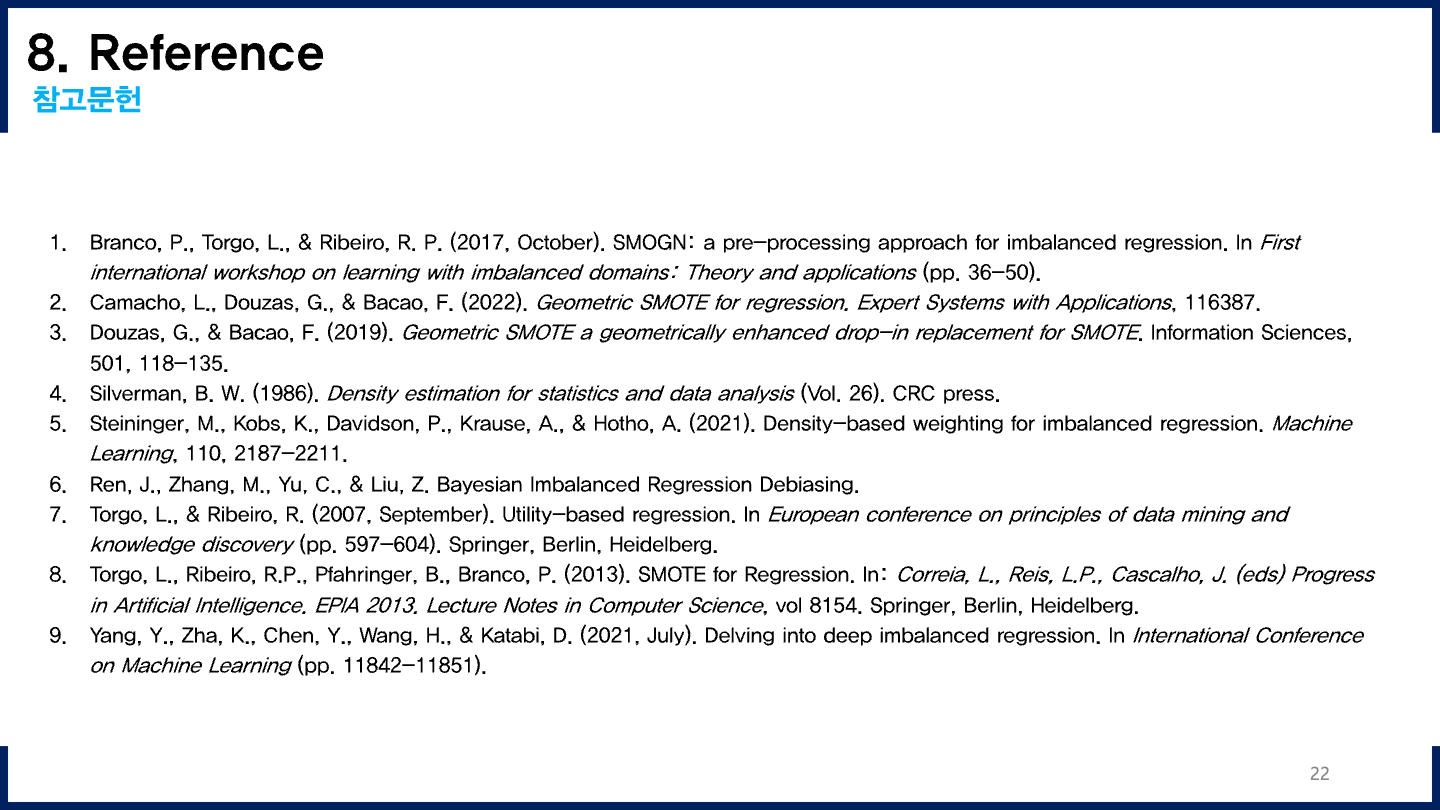 8. Reference
참고문헌
1. Branco, P., Torgo, L., & Ribeiro, R. P. (2017, October). SMOGN: a pre-processing approach for imbalanced regression. In First
international workshop on learning with imbalanced domains: Theory and applications (pp. 36-50).
2. Camacho, L., Douzas, G., & Bacao, F. (2022). Geometric SMOTE for regression. Expert Systems with Applications, 116387.
3. Douzas, G., & Bacao, F. (2019). Geometric SMOTE a geometrically enhanced drop-in replacement for SMOTE. Information Sciences,
501, 118-135.
4. Silverman, B. W. (1986). Density estimation for statistics and data analysis (Vol. 26). CRC press.
5. Steininger, M., Kobs, K., Davidson, P., Krause, A., & Hotho, A. (2021). Density-based weighting for imbalanced regression. Machine
Learning, 110, 2187-2211.
6. Ren, J., Zhang, M., Yu, C., & Liu, Z. Bayesian Imbalanced Regression Debiasing.
7. Torgo, L., & Ribeiro, R. (2007, September). Utility-based regression. In European conference on principles of data mining and
knowledge discovery (pp. 597-604). Springer, Berlin, Heidelberg.
8. Torgo, L., Ribeiro, R.P., Pfahringer, B., Branco, P. (2013). SMOTE for Regression. In: Correia, L., Reis, L.P., Cascalho, J. (eds) Progress
in Artificial Intelligence. EPIA 2013. Lecture Notes in Computer Science, vol 8154. Springer, Berlin, Heidelberg.
9. Yang, Y., Zha, K., Chen, Y., Wang, H., & Katabi, D. (2021, July). Delving into deep imbalanced regression. In International Conference
on Machine Learning (pp. 11842-11851).
22